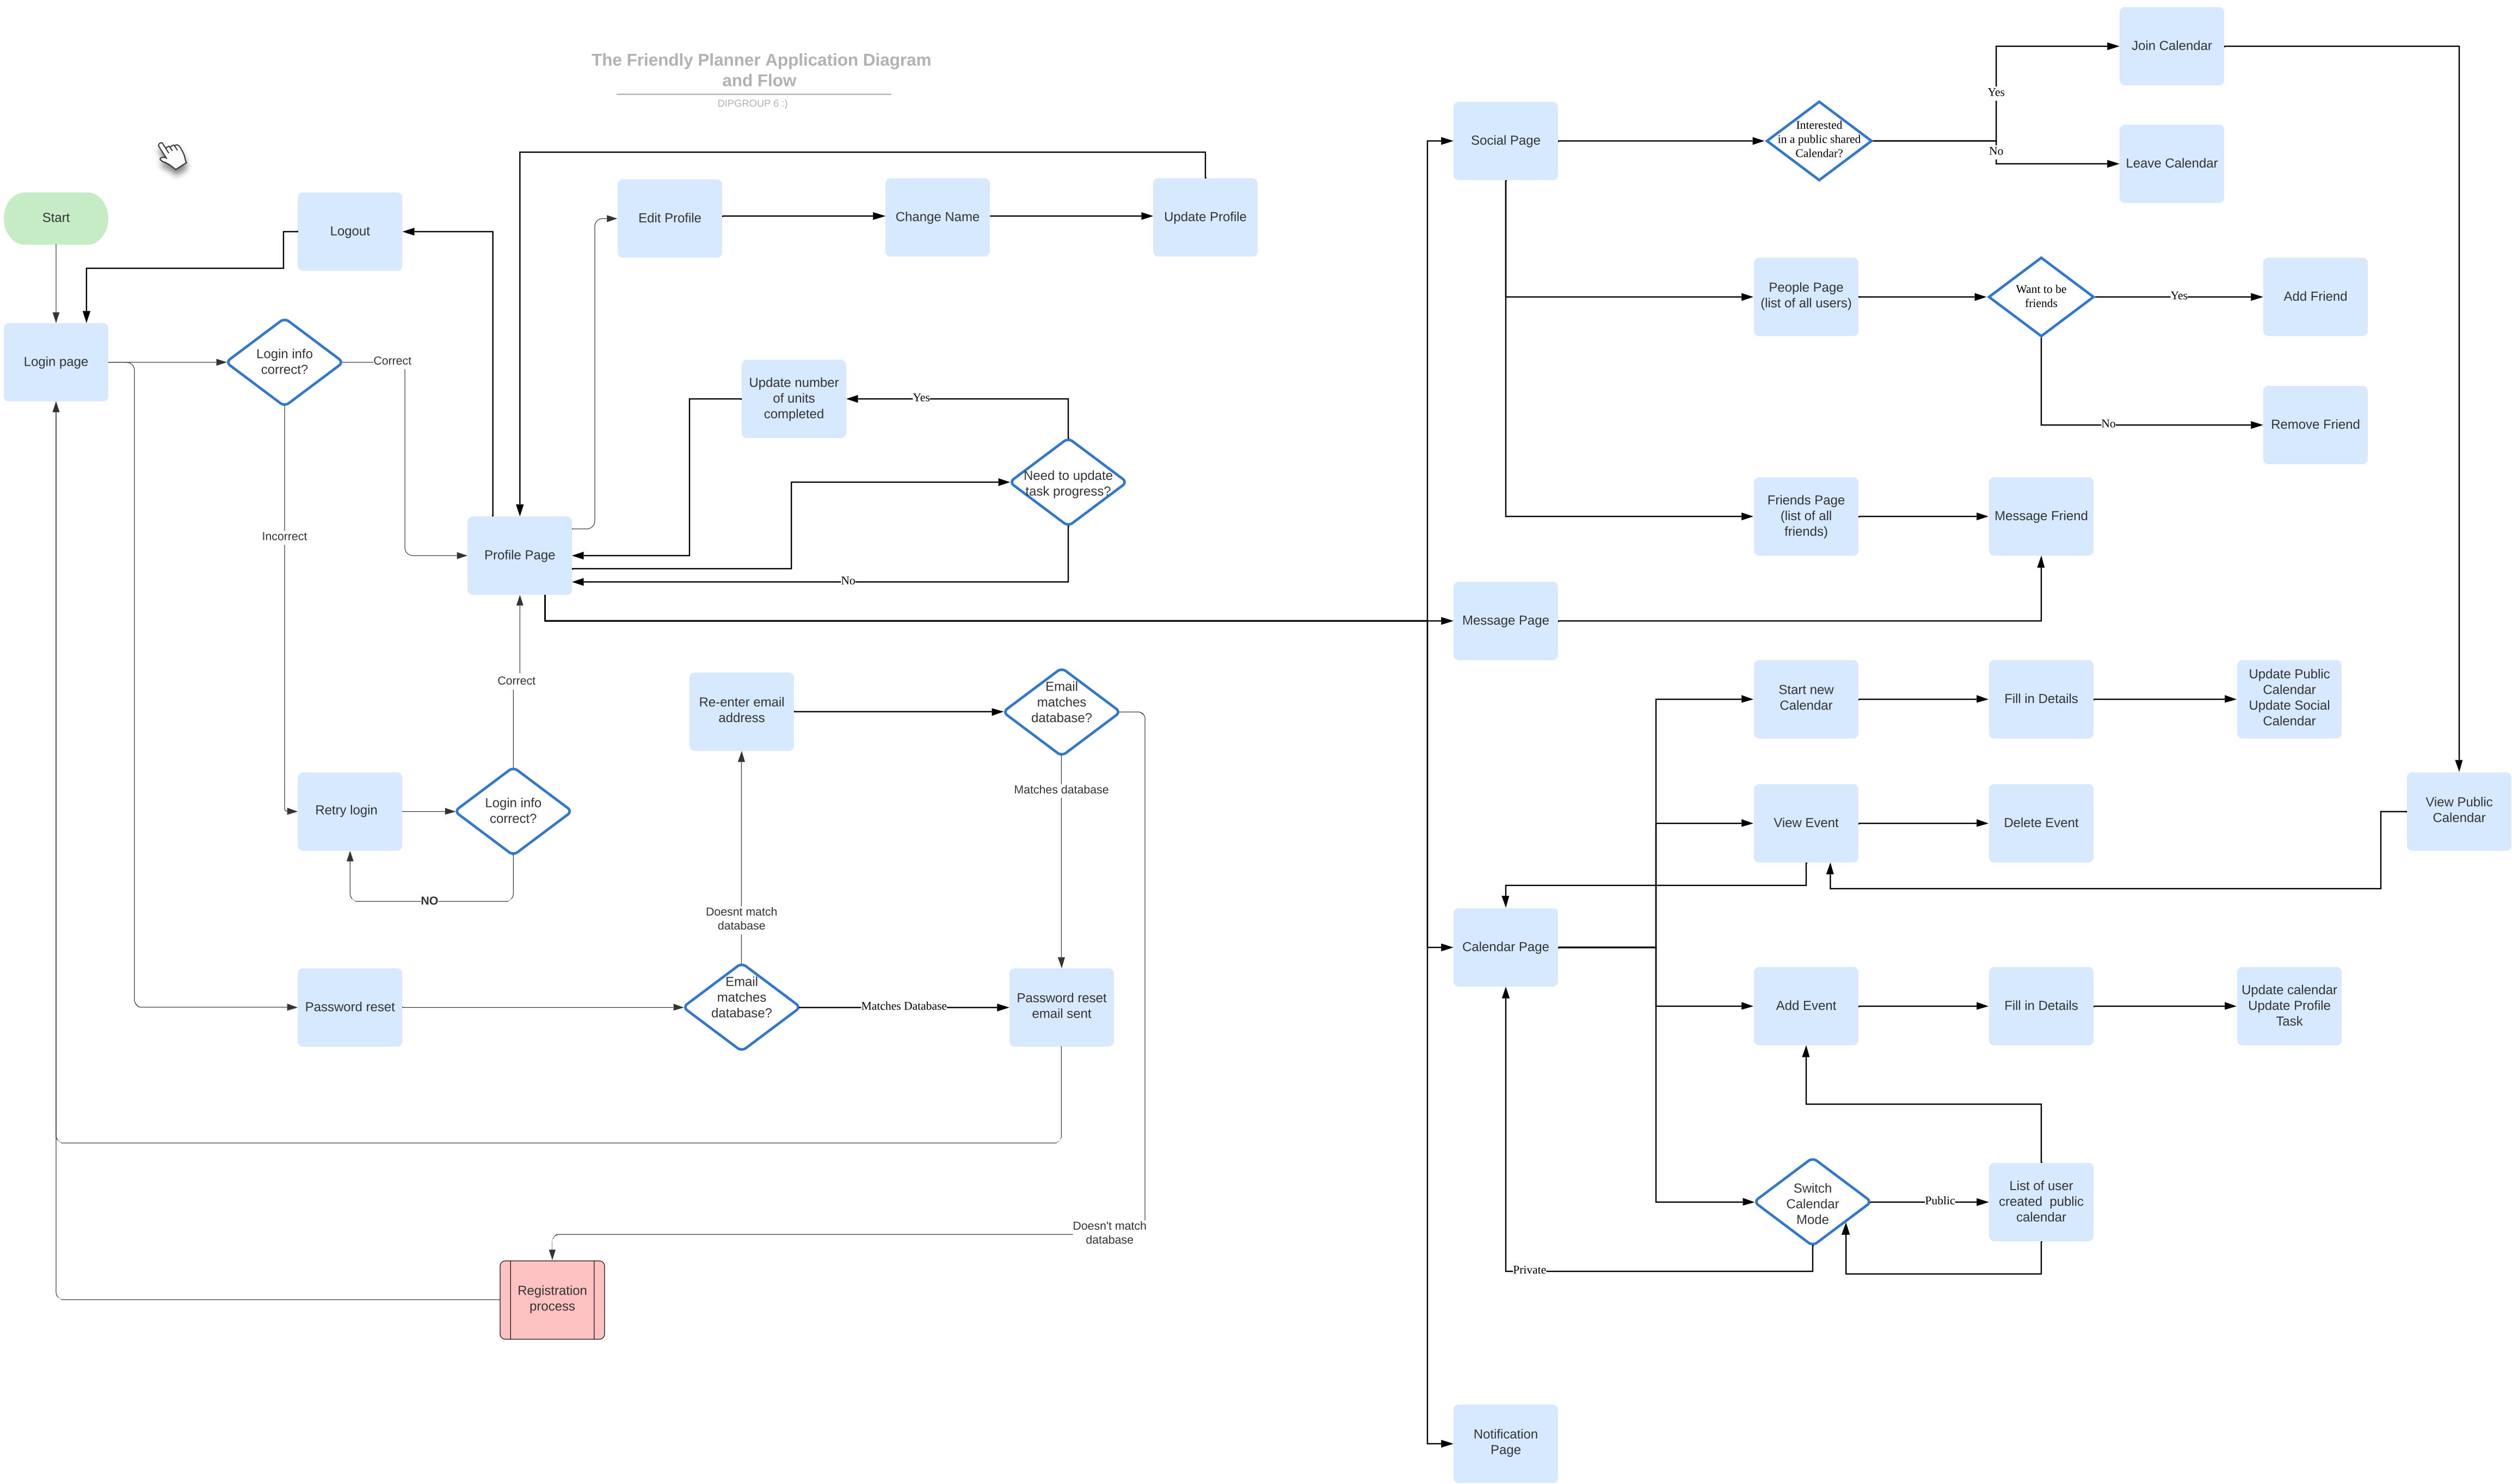 The Friendly Planner Application Diagram
and Flow
DIPGROUP 6 :)
Start
Logout
Edit Profile
Change Name
Update Profile
Login page
Login info
correct?
Correct
Incorrect
Update number
of units
completed
Yes
Need to update
task progress?
Profile Page
No
Correct
Retry login
Login info
correct?
NO
Re-enter email
address
Email
matches
database?
Matches database
Doesnt match
database
Password reset
Email
matches
database?
Matches Database
Password reset
email sent
Doesn't match
database
Registration
process
Social Page
Interested
in a public shared
Calendar?
Yes
No
Join Calendar
Leave Calendar
People Page
(list of all users)
Want to be
friends
Yes
Add Friend
No
Remove Friend
Friends Page
(list of all
friends)
Message Friend
Message Page
Start new
Calendar
Fill in Details
Update Public
Calendar
Update Social
Calendar
View Event
Delete Event
View Public
Calendar
Calendar Page
Add Event
Fill in Details
Update calendar
Update Profile
Task
Switch
Calendar
Mode
Public
List of user
created  public
calendar
Private
Notification
Page